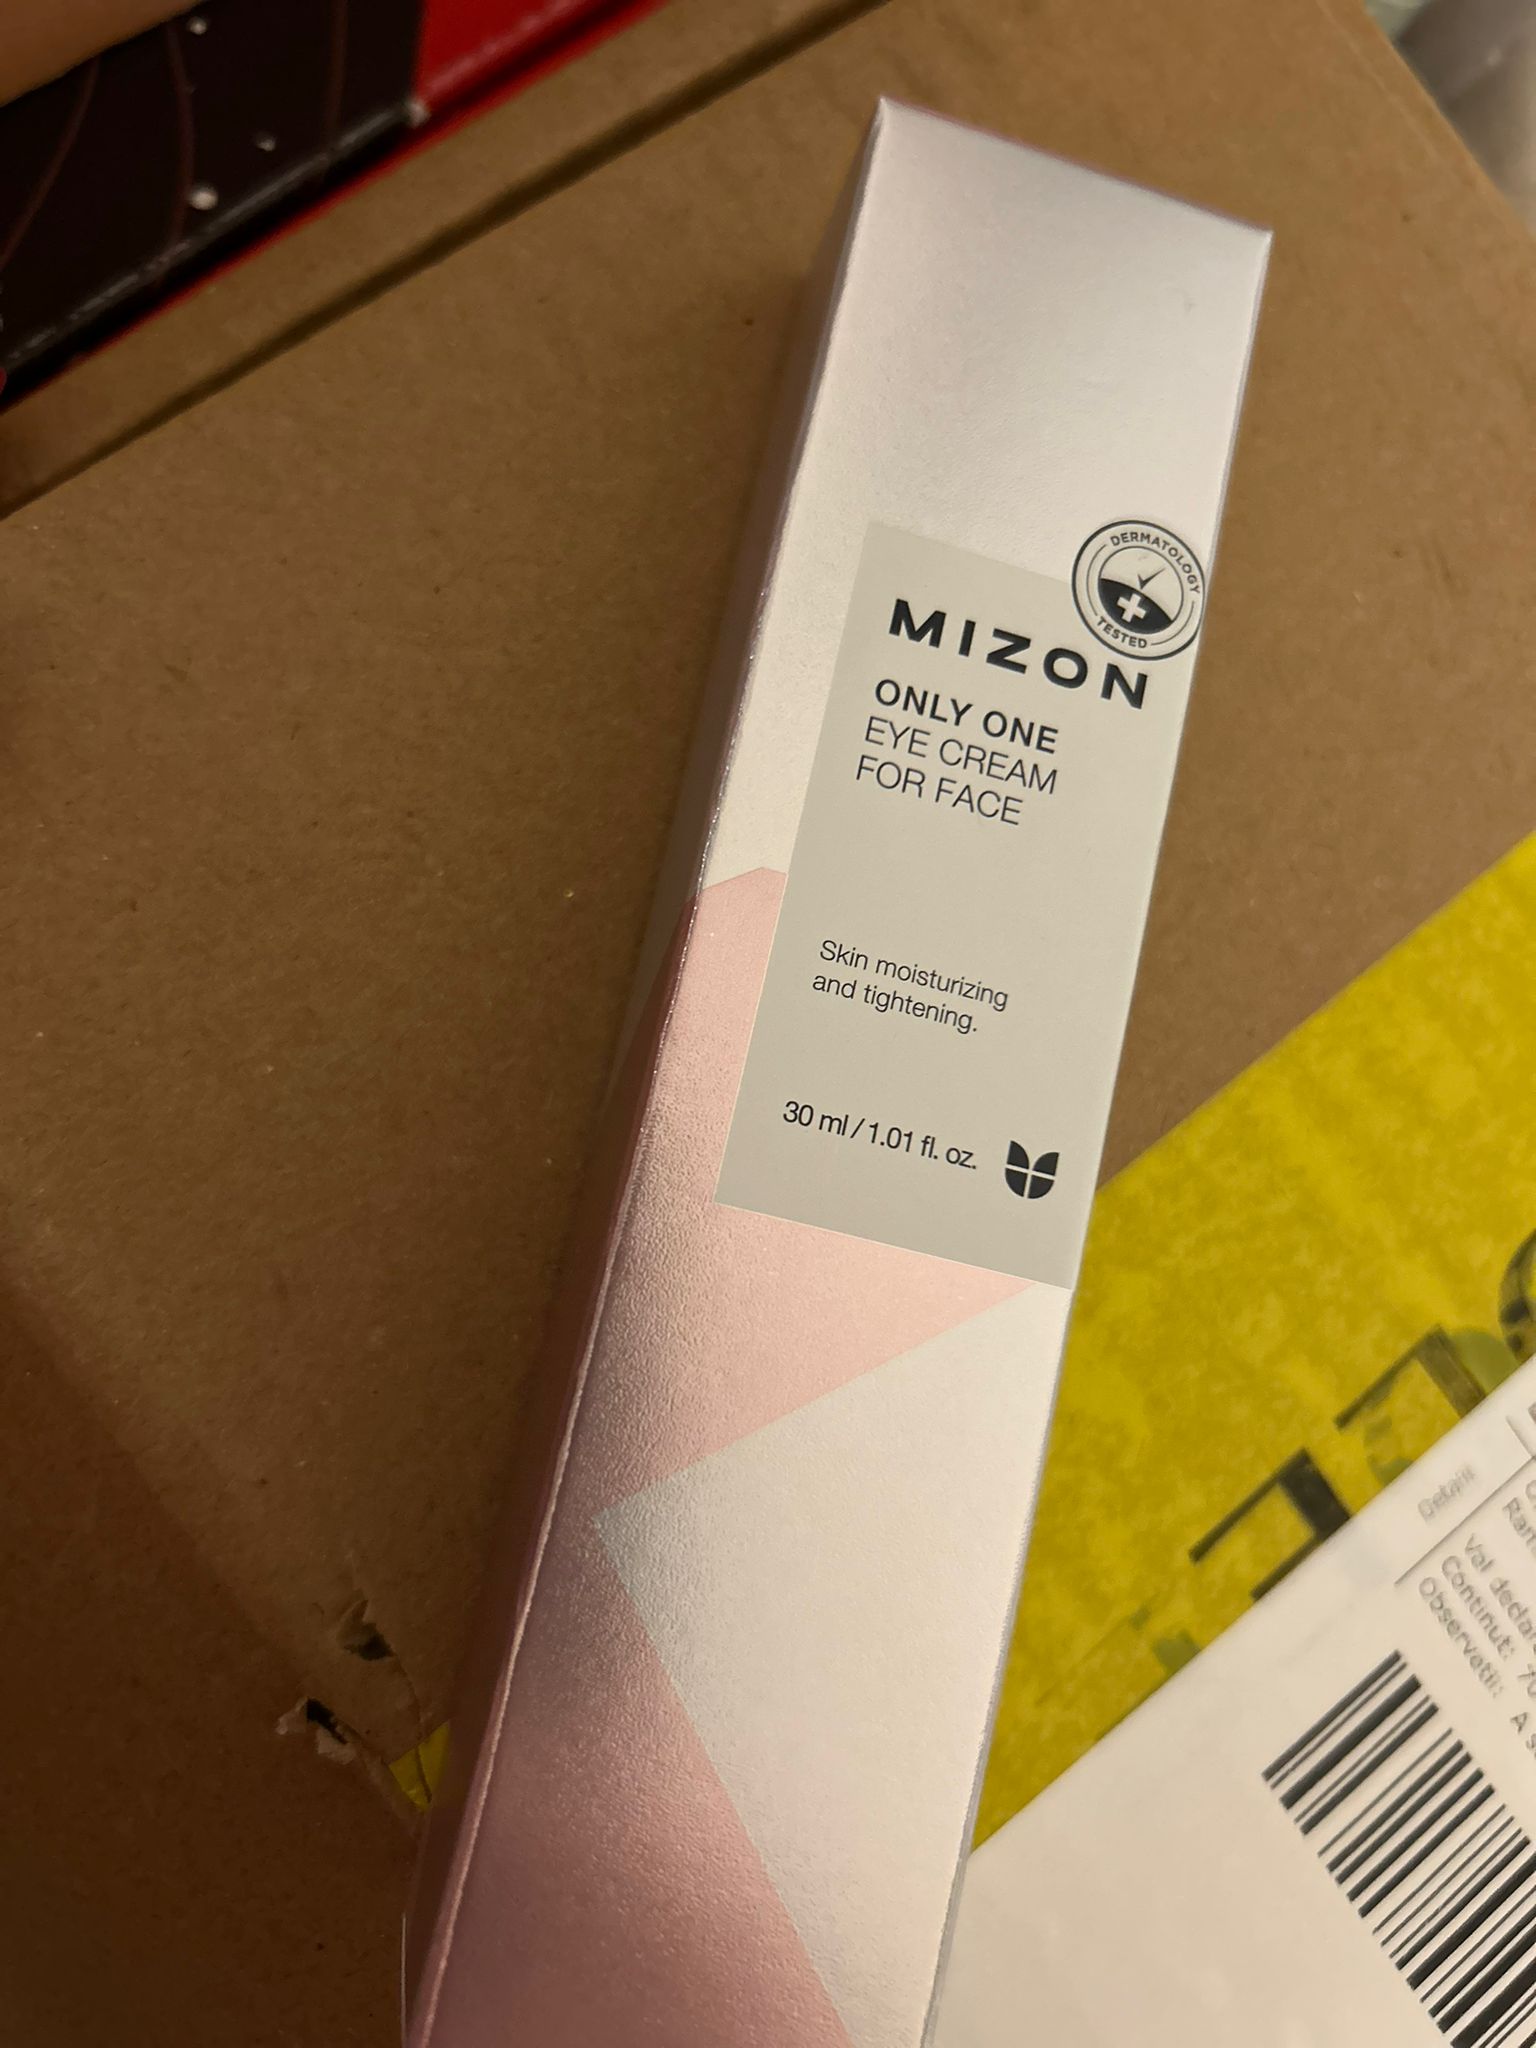 DERMATOLOGY
TESTED
MIZON
ONLY ONE
EYE CREAM
FOR FACE
Skin moisturizing
and tightening.
30 ml / 1.01 fl. oz.
Val declar
Continut:
Observatii: